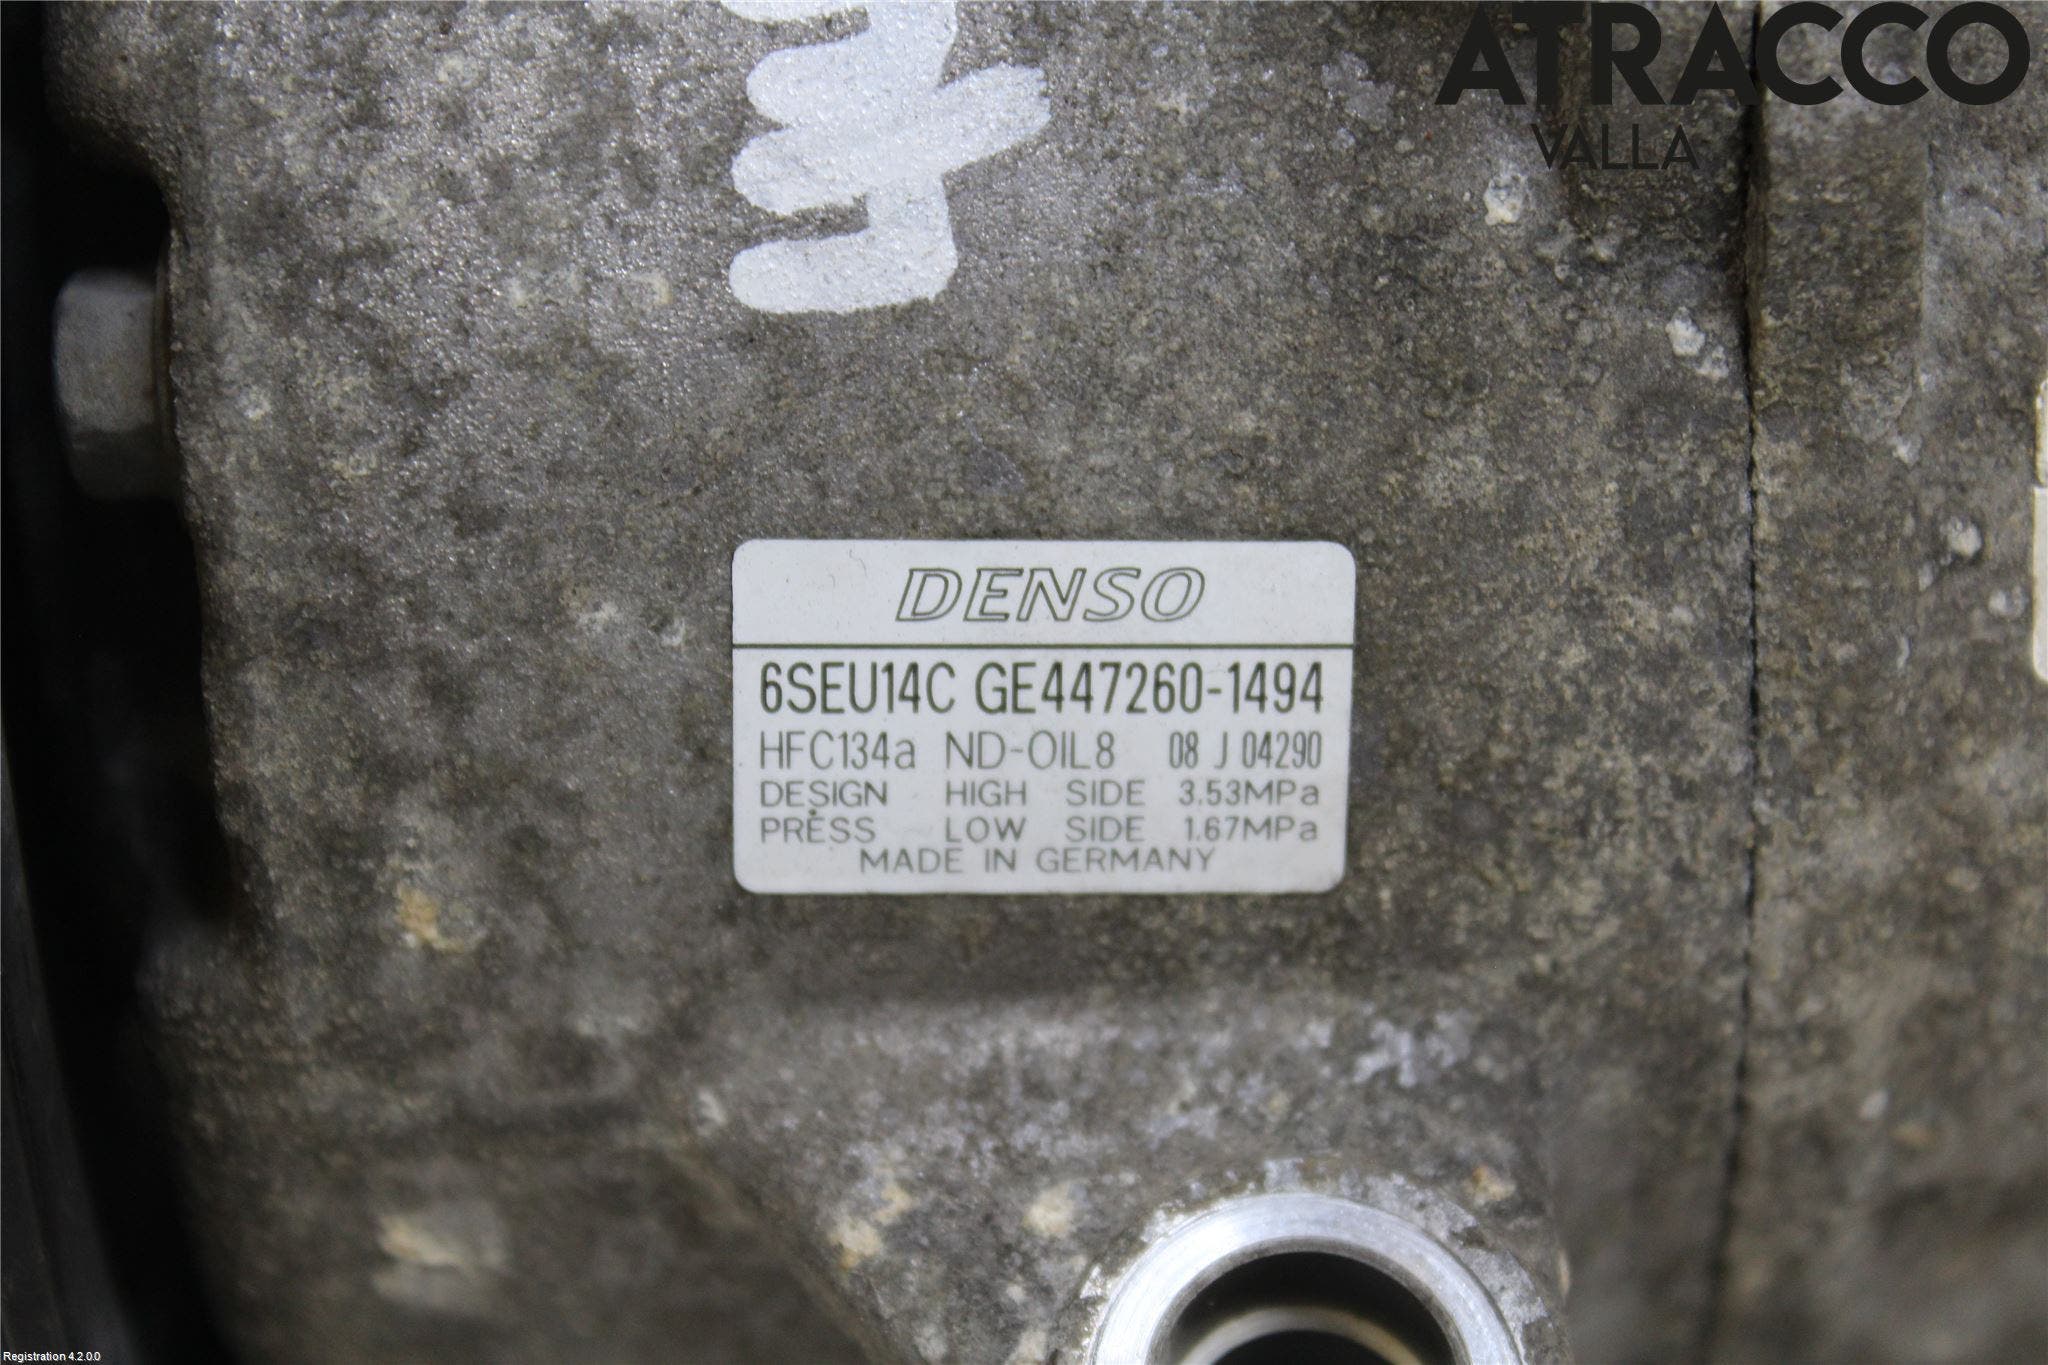 ATRACCO
VALLA
DENSO
6SEU14C GE447260-1494
HFC134a ND-OIL8 08 J 04290
DESIGN HIGH SIDE 3.53MPa
PRESS LOW SIDE 1.67MPa
MADE IN GERMANY
Registration 4.2.0.0